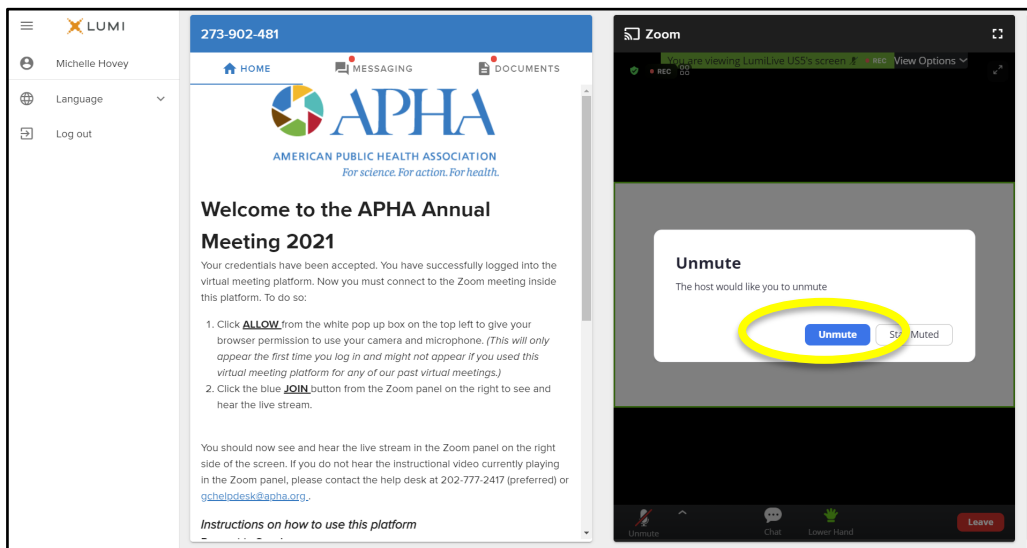 LUMI
Michelle Hovey
Language
Log out
273-902-481
HOME
MESSAGING
DOCUMENTS
APHA
AMERICAN PUBLIC HEALTH ASSOCIATION
For science. For action. For health.
Welcome to the APHA Annual
Meeting 2021
Your credentials have been accepted. You have successfully logged into the
virtual meeting platform. Now you must connect to the Zoom meeting inside
this platform. To do so:
1. Click ALLOW from the white pop up box on the top left to give your
browser permission to use your camera and microphone. (This will only
appear the first time you log in and might not appear if you used this
virtual meeting platform for any of our past virtual meetings.)
2. Click the blue JOIN button from the Zoom panel on the right to see and
hear the live stream.
You should now see and hear the live stream in the Zoom panel on the right
side of the screen. If you do not hear the instructional video currently playing
in the Zoom panel, please contact the help desk at 202-777-2417 (preferred) or
gchelpdesk@apha.org .
Instructions on how to use this platform
Zoom
You are viewing LumiLive US5's screen REC View Options
REC
Unmute
The host would like you to unmute
Unmute
Stay Muted
Unmute
Chat
Lower Hand
Leave